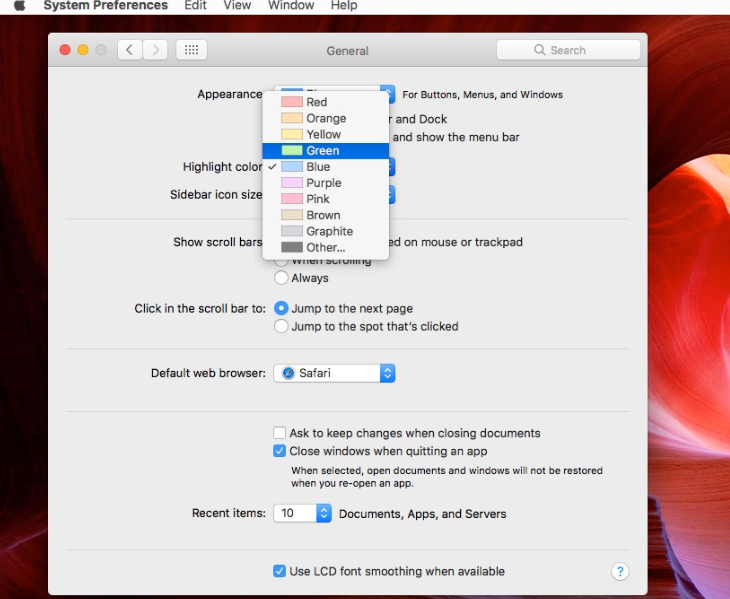 System Preferences Edit View Window Help
General
Search
Appearance
For Buttons, Menus, and Windows
Red
Orange
r and Dock
Yellow
and show the menu bar
Green
Highlight color
Blue
Purple
Sidebar icon size
Pink
Brown
Graphite
Show scroll bars
Other...
ed on mouse or trackpad
When scrolling
Always
Click in the scroll bar to:
Jump to the next page
Jump to the spot that's clicked
Default web browser:
Safari
Ask to keep changes when closing documents
Close windows when quitting an app
When selected, open documents and windows will not be restored
when you re-open an app.
Recent items:
10
Documents, Apps, and Servers
Use LCD font smoothing when available
?